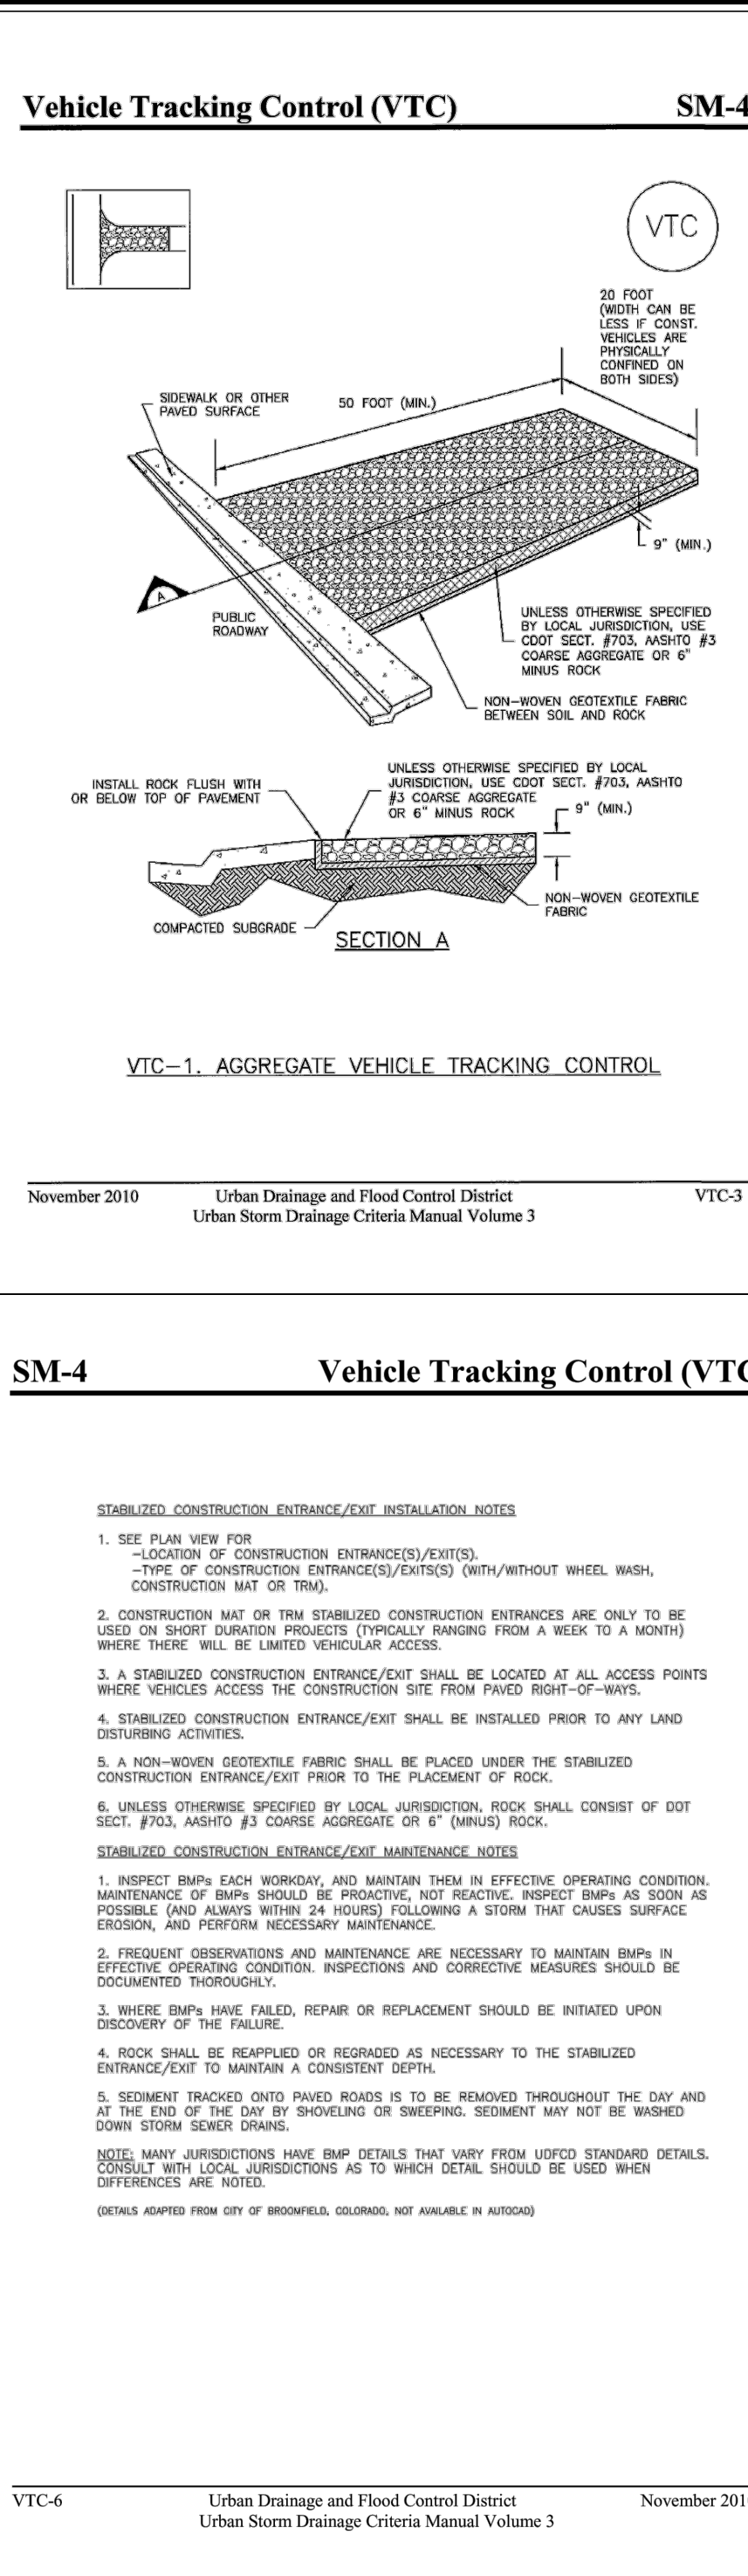 Vehicle Tracking Control (VTC) SM-4
VTC
20 FOOT
(WIDTH CAN BE
LESS IF CONST.
VEHICLES ARE
PHYSICALLY
CONFINED ON
BOTH SIDES)
SIDEWALK OR OTHER
PAVED SURFACE
50 FOOT (MIN.)
9" (MIN.)
A
PUBLIC
ROADWAY
UNLESS OTHERWISE SPECIFIED
BY LOCAL JURISDICTION, USE
CDOT SECT. #703, AASHTO #3
COARSE AGGREGATE OR 6"
MINUS ROCK
NON-WOVEN GEOTEXTILE FABRIC
BETWEEN SOIL AND ROCK
INSTALL ROCK FLUSH WITH
OR BELOW TOP OF PAVEMENT
UNLESS OTHERWISE SPECIFIED BY LOCAL
JURISDICTION, USE CDOT SECT. #703, AASHTO
#3 COARSE AGGREGATE
OR 6" MINUS ROCK
9" (MIN.)
NON-WOVEN GEOTEXTILE
FABRIC
COMPACTED SUBGRADE
SECTION A
VTC-1. AGGREGATE VEHICLE TRACKING CONTROL
November 2010 Urban Drainage and Flood Control District VTC-3
Urban Storm Drainage Criteria Manual Volume 3
SM-4 Vehicle Tracking Control (VTC
STABILIZED CONSTRUCTION ENTRANCE/EXIT INSTALLATION NOTES
1. SEE PLAN VIEW FOR
-LOCATION OF CONSTRUCTION ENTRANCE(S)/EXIT(S).
-TYPE OF CONSTRUCTION ENTRANCE(S)/EXITS(S) (WITH/WITHOUT WHEEL WASH,
CONSTRUCTION MAT OR TRM).
2. CONSTRUCTION MAT OR TRM STABILIZED CONSTRUCTION ENTRANCES ARE ONLY TO BE
USED ON SHORT DURATION PROJECTS (TYPICALLY RANGING FROM A WEEK TO A MONTH)
WHERE THERE WILL BE LIMITED VEHICULAR ACCESS.
3. A STABILIZED CONSTRUCTION ENTRANCE/EXIT SHALL BE LOCATED AT ALL ACCESS POINTS
WHERE VEHICLES ACCESS THE CONSTRUCTION SITE FROM PAVED RIGHT-OF-WAYS.
4. STABILIZED CONSTRUCTION ENTRANCE/EXIT SHALL BE INSTALLED PRIOR TO ANY LAND
DISTURBING ACTIVITIES.
5. A NON-WOVEN GEOTEXTILE FABRIC SHALL BE PLACED UNDER THE STABILIZED
CONSTRUCTION ENTRANCE/EXIT PRIOR TO THE PLACEMENT OF ROCK.
6. UNLESS OTHERWISE SPECIFIED BY LOCAL JURISDICTION, ROCK SHALL CONSIST OF DOT
SECT. #703, AASHTO #3 COARSE AGGREGATE OR 6" (MINUS) ROCK.
STABILIZED CONSTRUCTION ENTRANCE/EXIT MAINTENANCE NOTES
1. INSPECT BMPs EACH WORKDAY, AND MAINTAIN THEM IN EFFECTIVE OPERATING CONDITION.
MAINTENANCE OF BMPs SHOULD BE PROACTIVE, NOT REACTIVE. INSPECT BMPs AS SOON AS
POSSIBLE (AND ALWAYS WITHIN 24 HOURS) FOLLOWING A STORM THAT CAUSES SURFACE
EROSION, AND PERFORM NECESSARY MAINTENANCE.
2. FREQUENT OBSERVATIONS AND MAINTENANCE ARE NECESSARY TO MAINTAIN BMPs IN
EFFECTIVE OPERATING CONDITION. INSPECTIONS AND CORRECTIVE MEASURES SHOULD BE
DOCUMENTED THOROUGHLY.
3. WHERE BMPs HAVE FAILED, REPAIR OR REPLACEMENT SHOULD BE INITIATED UPON
DISCOVERY OF THE FAILURE.
4. ROCK SHALL BE REAPPLIED OR REGRADED AS NECESSARY TO THE STABILIZED
ENTRANCE/EXIT TO MAINTAIN A CONSISTENT DEPTH.
5. SEDIMENT TRACKED ONTO PAVED ROADS IS TO BE REMOVED THROUGHOUT THE DAY AND
AT THE END OF THE DAY BY SHOVELING OR SWEEPING. SEDIMENT MAY NOT BE WASHED
DOWN STORM SEWER DRAINS.
NOTE: MANY JURISDICTIONS HAVE BMP DETAILS THAT VARY FROM UDFCD STANDARD DETAILS.
CONSULT WITH LOCAL JURISDICTIONS AS TO WHICH DETAIL SHOULD BE USED WHEN
DIFFERENCES ARE NOTED.
(DETAILS ADAPTED FROM CITY OF BROOMFIELD, COLORADO, NOT AVAILABLE IN AUTOCAD)
VTC-6 Urban Drainage and Flood Control District November 201
Urban Storm Drainage Criteria Manual Volume 3